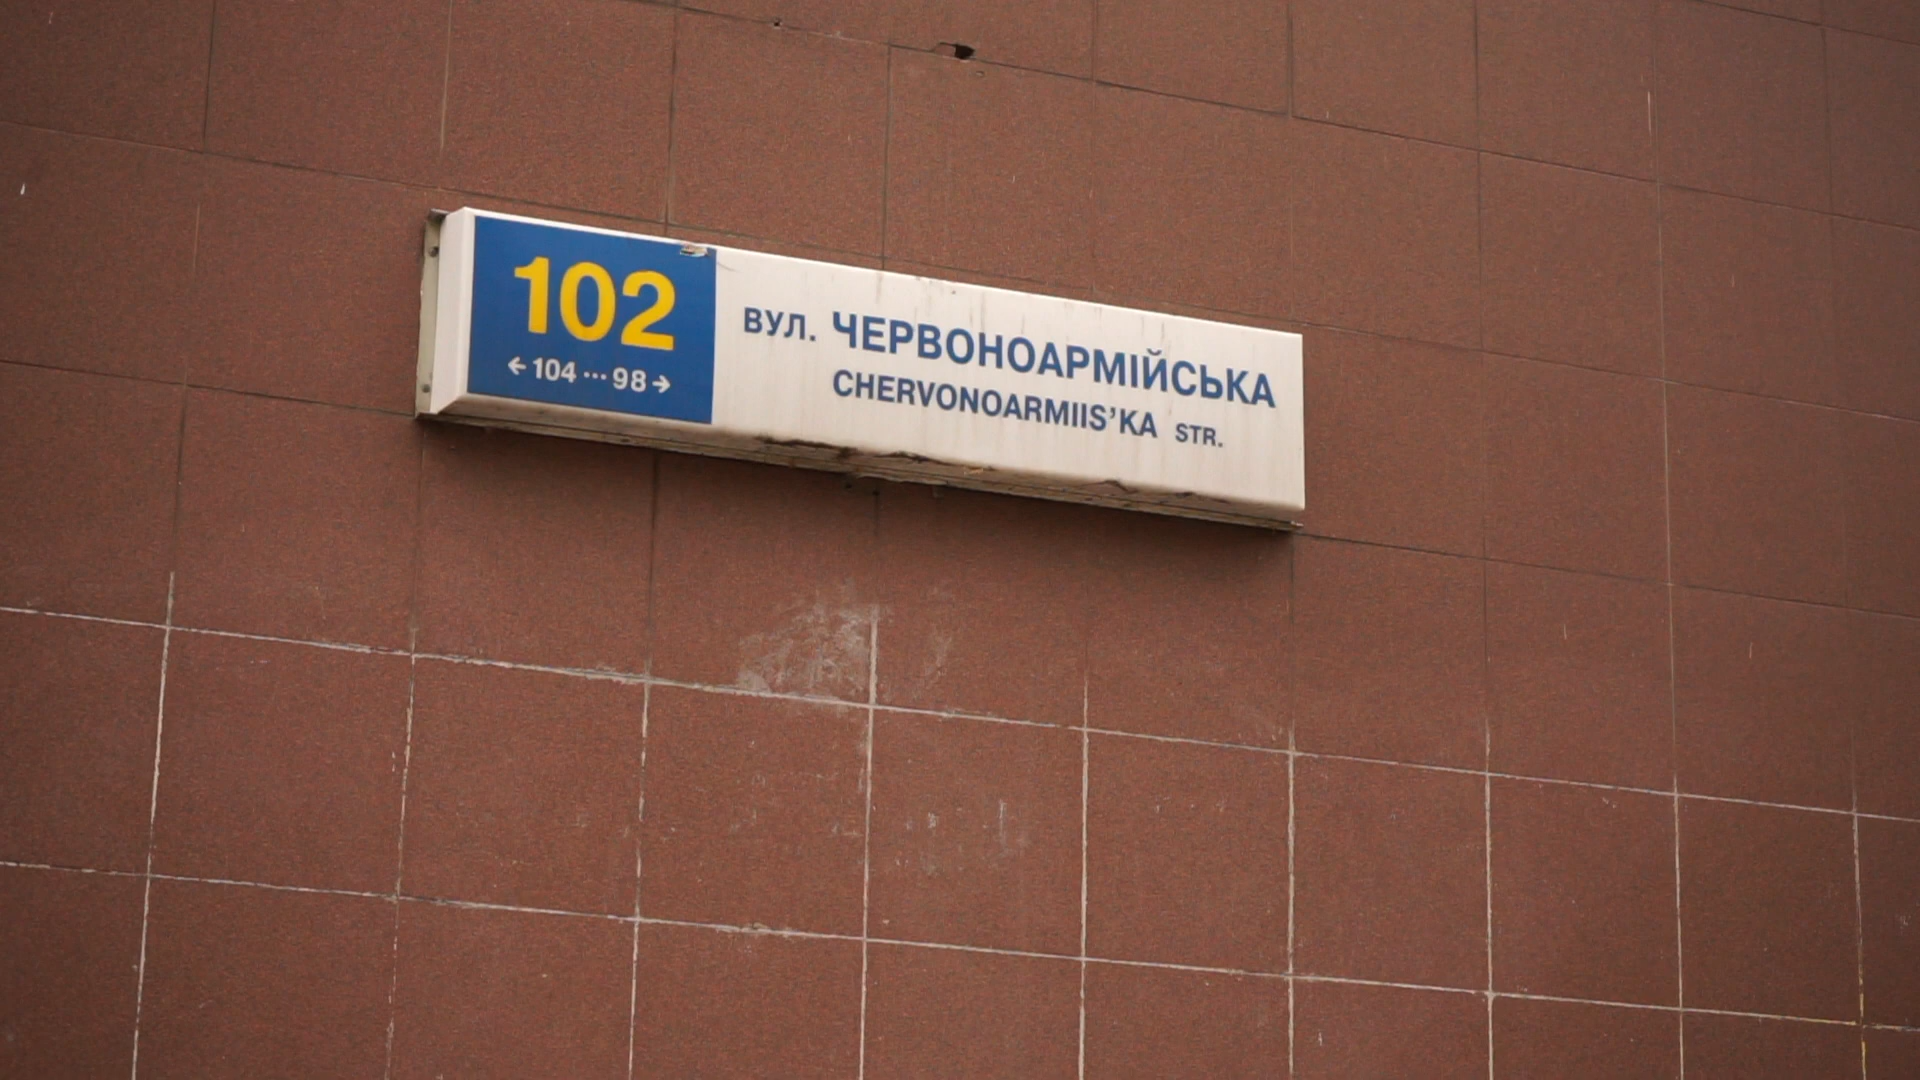 102
←104 ··· 98→
ВУЛ. ЧЕРВОНОАРМІЙСЬКА
CHERVONOARMIIS’KA STR.